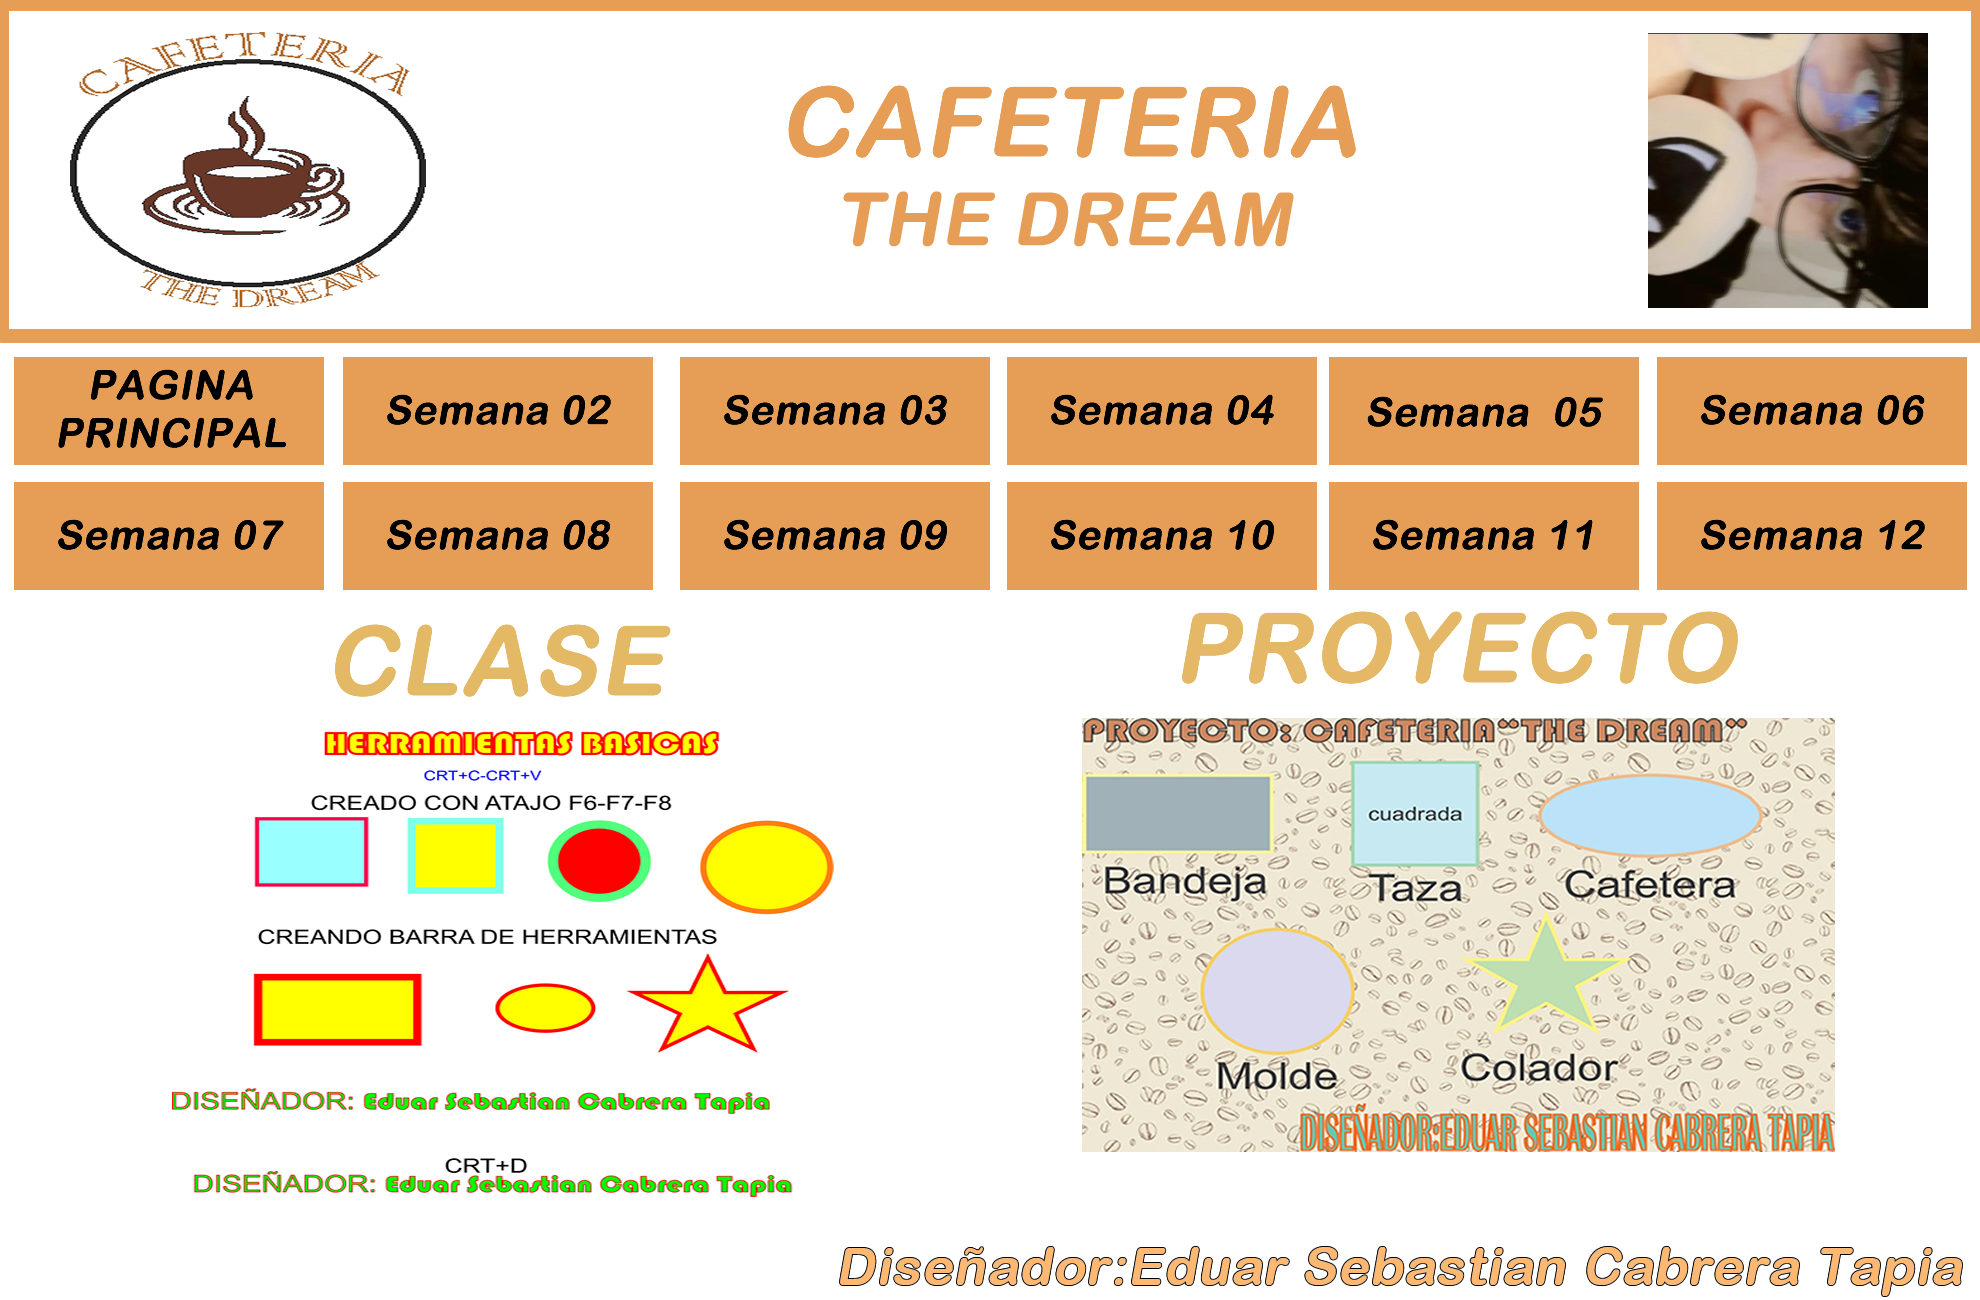 CAFETERIA
THE DREAM
CAFETERIA
THE DREAM
PAGINA
PRINCIPAL
Semana 02
Semana 03
Semana 04
Semana  05
Semana 06
Semana 07
Semana 08
Semana 09
Semana 10
Semana 11
Semana 12
CLASE
HERRAMIENTAS BASICAS
CRT+C-CRT+V
CREADO CON ATAJO F6-F7-F8
CREANDO BARRA DE HERRAMIENTAS
DISEÑADOR: Eduar Sebastian Cabrera Tapia
CRT+D
DISEÑADOR: Eduar Sebastian Cabrera Tapia
PROYECTO
PROYECTO: CAFETERIA“THE DREAM”
cuadrada
Bandeja
Taza
Cafetera
Molde
Colador
DISEÑADOR:EDUAR SEBASTIAN CABRERA TAPIA
Diseñador:Eduar Sebastian Cabrera Tapia